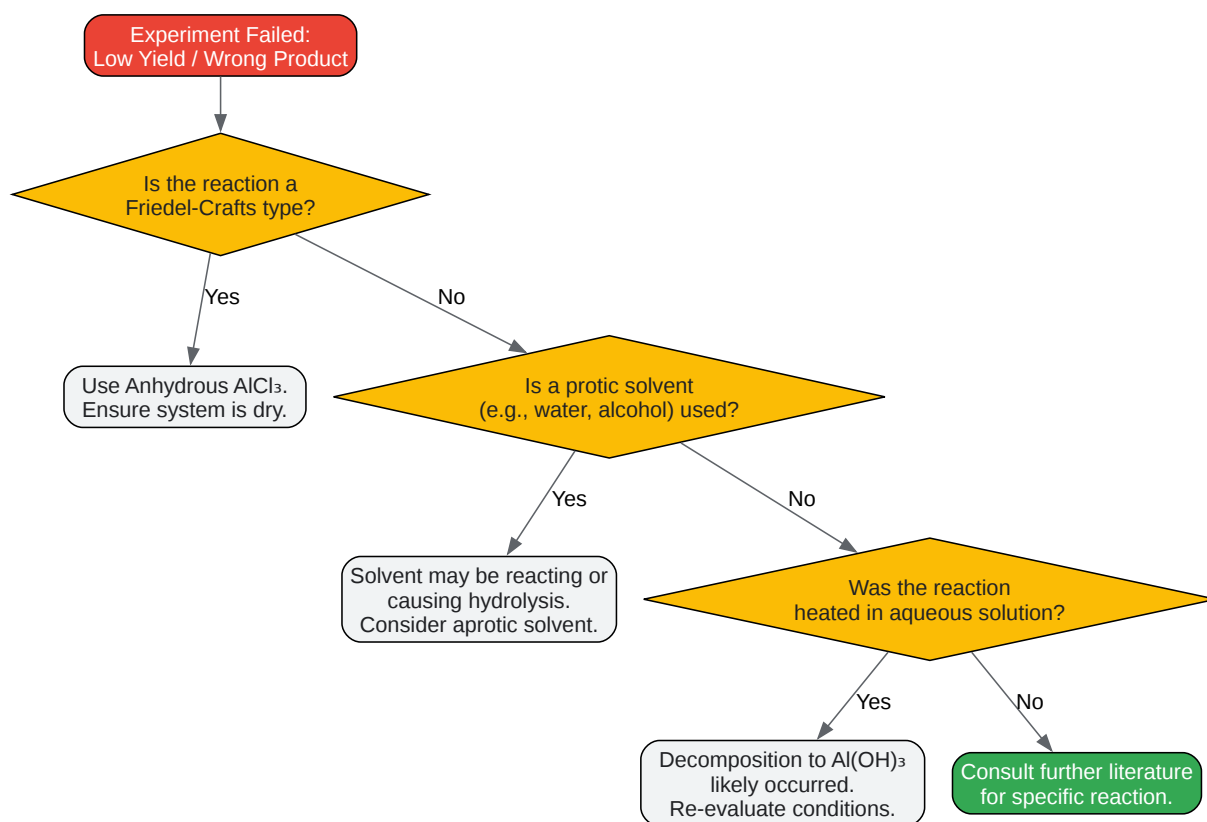 Experiment Failed:
Low Yield / Wrong Product
Is the reaction a
Friedel-Crafts type?
Yes
No
Use Anhydrous AlCl₃.
Ensure system is dry.
Is a protic solvent
(e.g., water, alcohol) used?
Yes
No
Solvent may be reacting or
causing hydrolysis.
Consider aprotic solvent.
Was the reaction
heated in aqueous solution?
Yes
No
Decomposition to Al(OH)₃
likely occurred.
Re-evaluate conditions.
Consult further literature
for specific reaction.